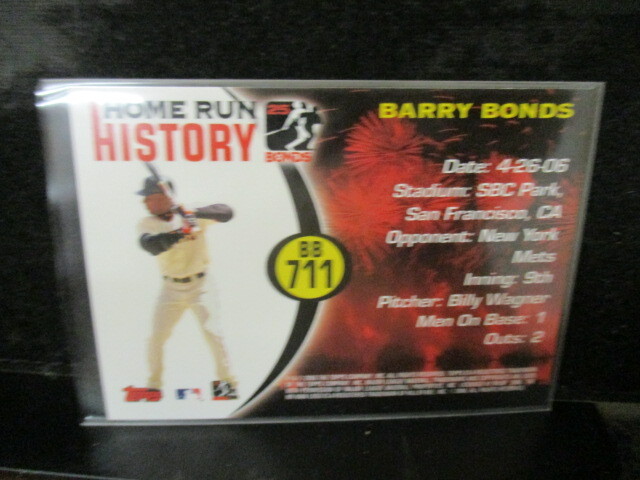 HOME RUN
HISTORY
25
BONDS
BARRY BONDS
Date: 4-26-06
Stadium: SBC Park,
San Francisco, CA
Opponent: New York
Mets
Inning: 9th
Pitcher: Billy Wagner
Men On Base: 1
Outs: 2
BB
711
Topps